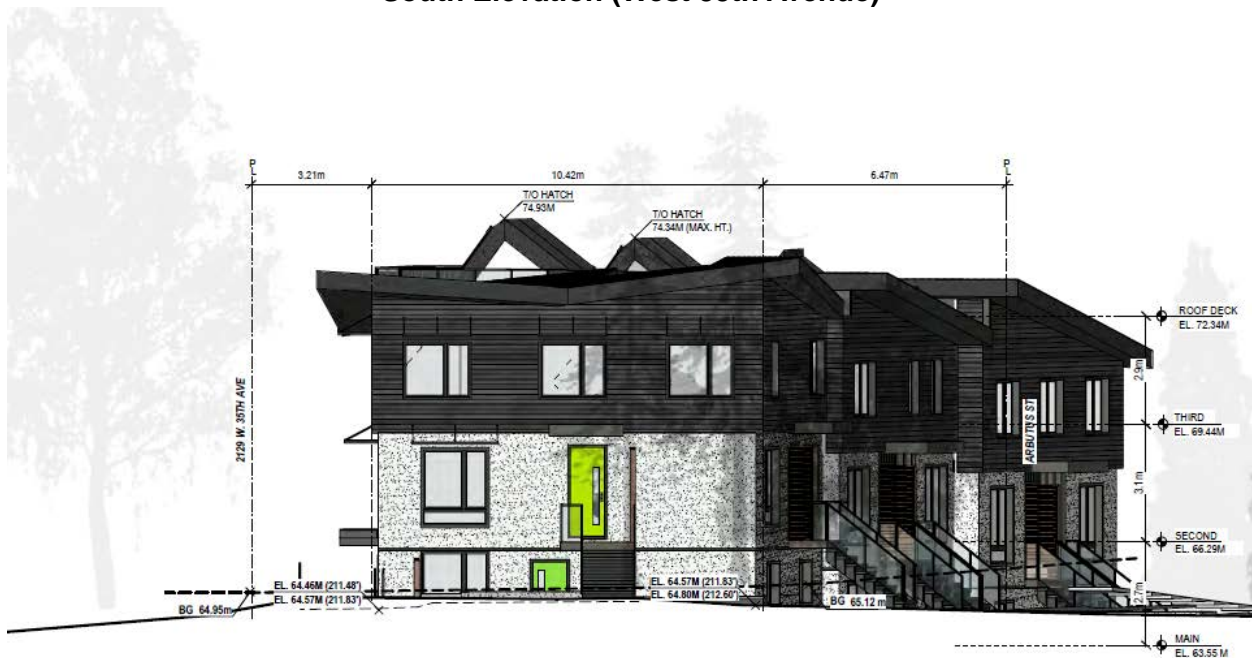 South Elevation (West 35th Avenue)
P
L
3.21m
10.42m
6.47m
P
L
T/O HATCH
74.93M
T/O HATCH
74.34M (MAX. HT.)
ROOF DECK
EL. 72.34M
2.9m
2129 W. 35TH AVE
ARBUTUS ST
THIRD
EL. 69.44M
3.1m
SECOND
EL. 66.29M
EL. 64.46M (211.48')
EL. 64.57M (211.83')
EL. 64.57M (211.83')
EL. 64.80M (212.60')
BG 64.95m
BG 65.12 m
2.7m
MAIN
EL. 63.55 M